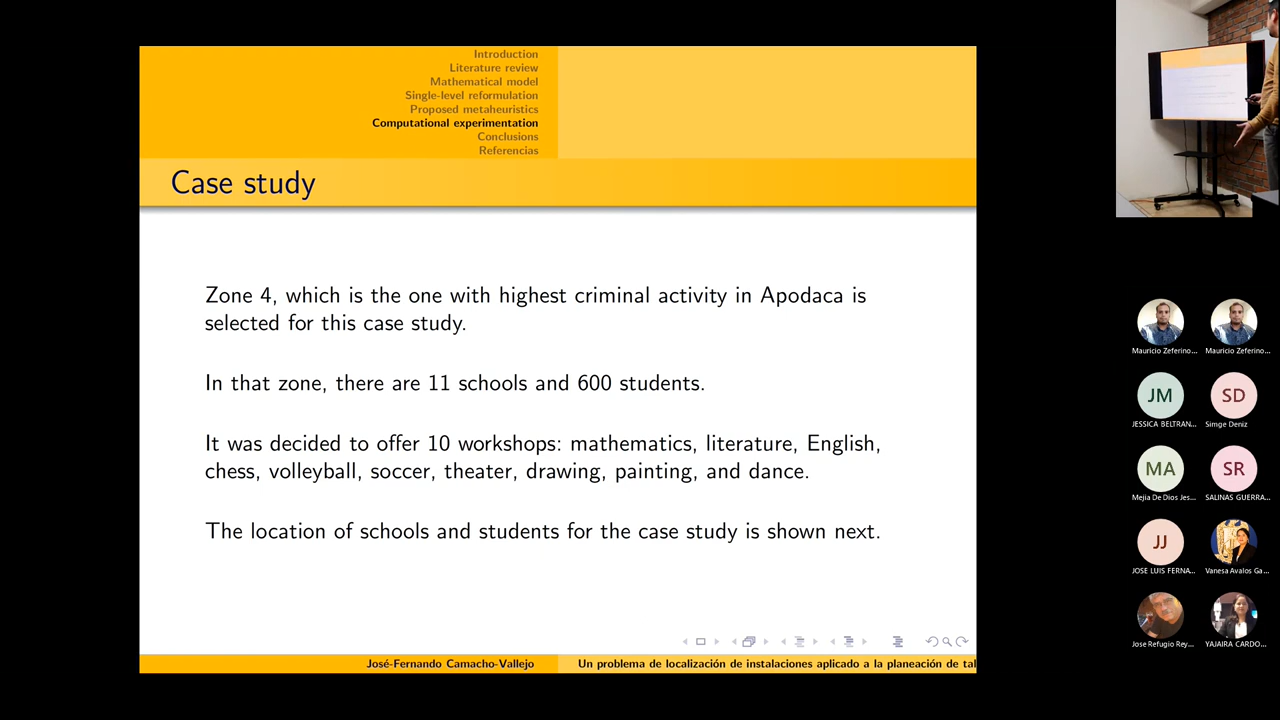 Introduction
Literature review
Mathematical model
Single-level reformulation
Proposed metaheuristics
Computational experimentation
Conclusions
Referencias
Case study
Zone 4, which is the one with highest criminal activity in Apodaca is
selected for this case study.
In that zone, there are 11 schools and 600 students.
It was decided to offer 10 workshops: mathematics, literature, English,
chess, volleyball, soccer, theater, drawing, painting, and dance.
The location of schools and students for the case study is shown next.
José-Fernando Camacho-Vallejo
Un problema de localización de instalaciones aplicado a la planeación de tal
Mauricio Zeferino...
Mauricio Zeferino...
JM
SD
JESSICA BELTRAN...
Simge Deniz
MA
SR
Mejia De Dios Jes...
SALINAS GUERRA...
JJ
JOSE LUIS FERNA...
Vanesa Avalos Ga...
Jose Refugio Rey...
YAJAIRA CARDO...